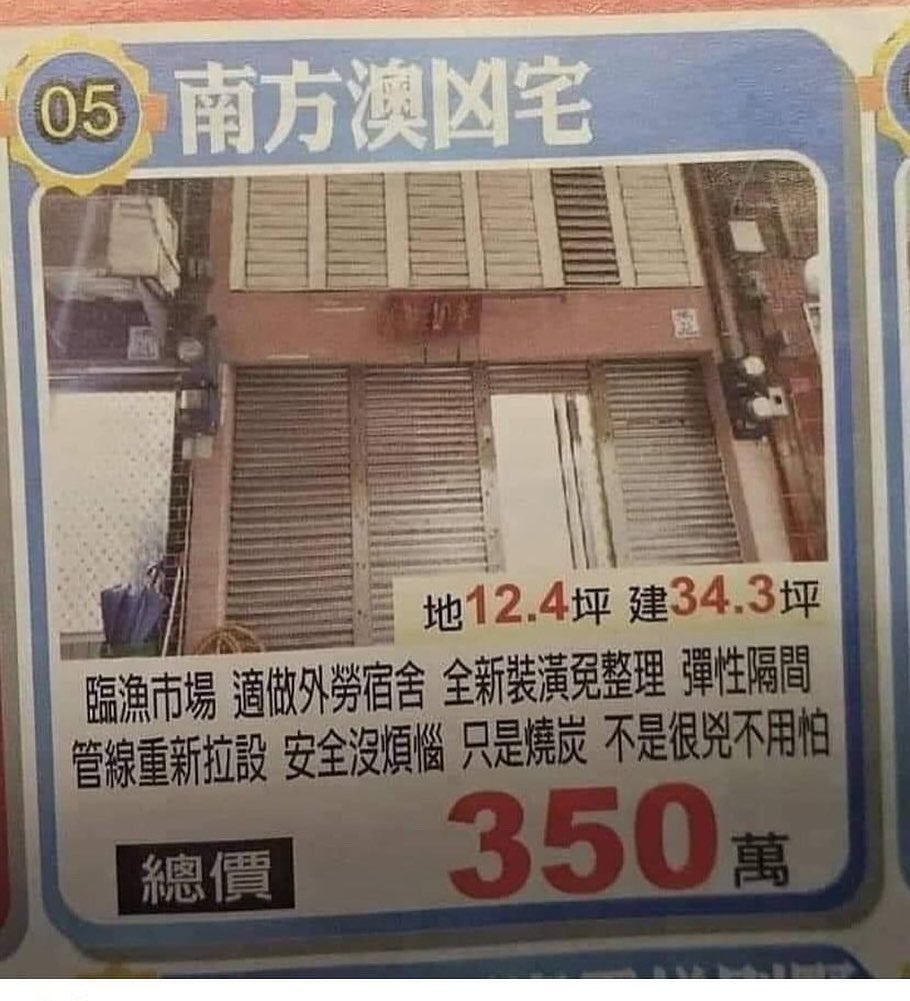 05
南方澳凶宅
地12.4坪 建34.3坪
臨漁市場 適做外勞宿舍 全新裝潢免整理 彈性隔間
管線重新拉設 安全沒煩惱 只是燒炭 不是很兇不用怕
總價 350萬